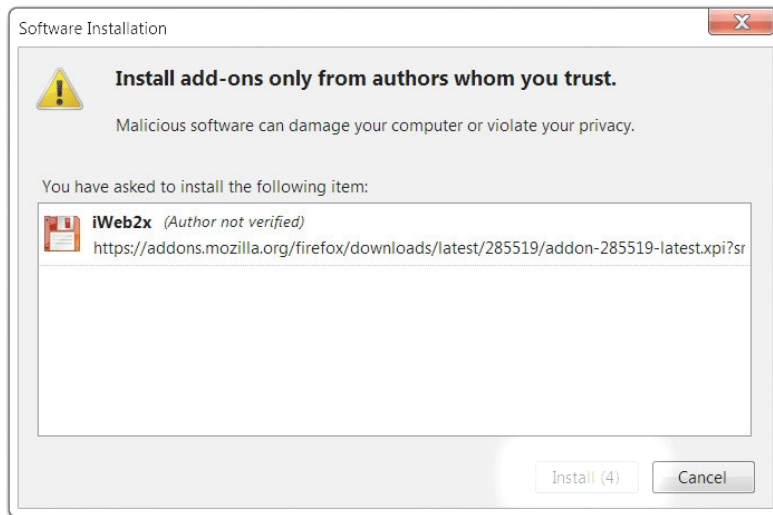 Software Installation
Install add-ons only from authors whom you trust.
Malicious software can damage your computer or violate your privacy.
You have asked to install the following item:
iWeb2x (Author not verified)
https://addons.mozilla.org/firefox/downloads/latest/285519/addon-285519-latest.xpi?sr
Install (4) Cancel